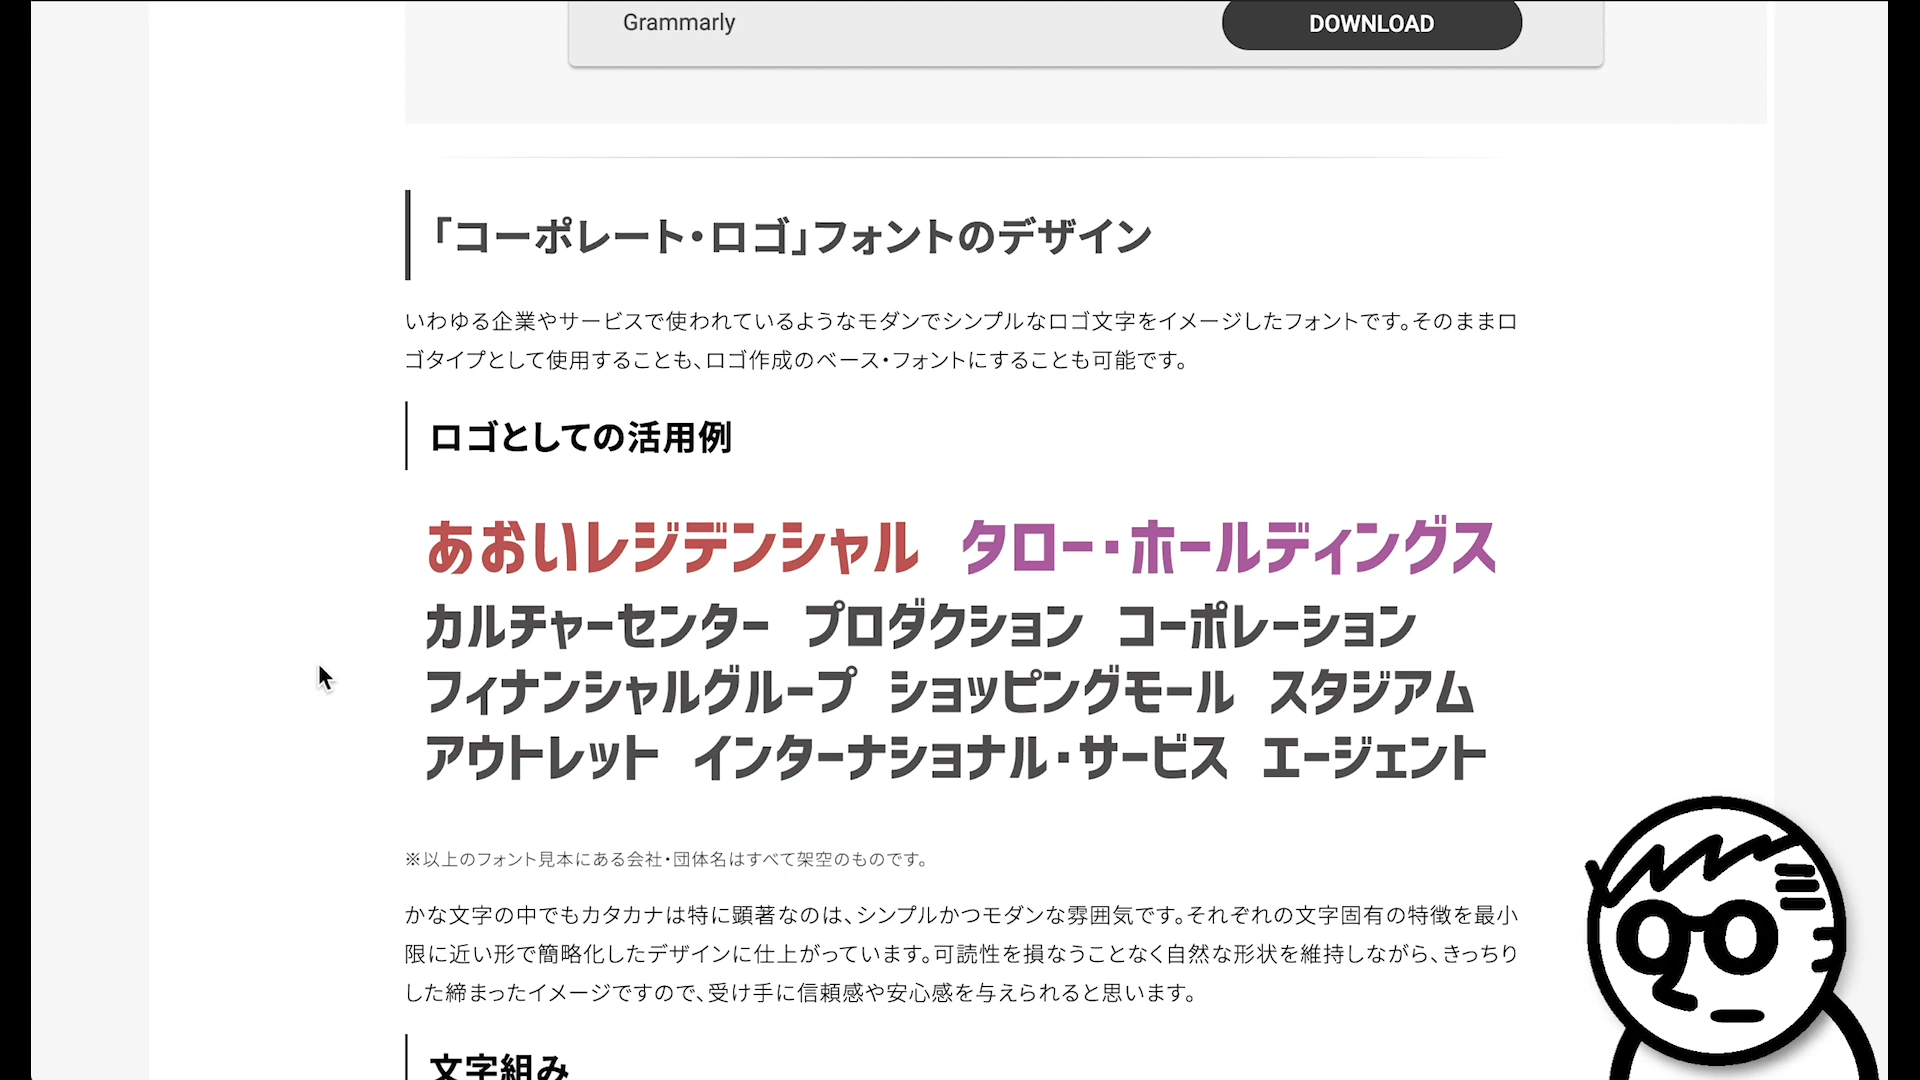 Grammarly
DOWNLOAD
「コーポレート・ロゴ」フォントのデザイン
いわゆる企業やサービスで使われているようなモダンでシンプルなロゴ文字をイメージしたフォントです。そのままロ
ゴタイプとして使用することも、ロゴ作成のベース・フォントにすることも可能です。
ロゴとしての活用例
あおいレジデンシャル タロー・ホールディングス
カルチャーセンター プロダクション コーポレーション
フィナンシャルグループ ショッピングモール スタジアム
アウトレット インターナショナル・サービス エージェント
※以上のフォント見本にある会社・団体名はすべて架空のものです。
かな文字の中でもカタカナは特に顕著なのは、シンプルかつモダンな雰囲気です。それぞれの文字固有の特徴を最小
限に近い形で簡略化したデザインに仕上がっています。可読性を損なうことなく自然な形状を維持しながら、きっちり
した締まったイメージですので、受け手に信頼感や安心感を与えられると思います。
文字組み